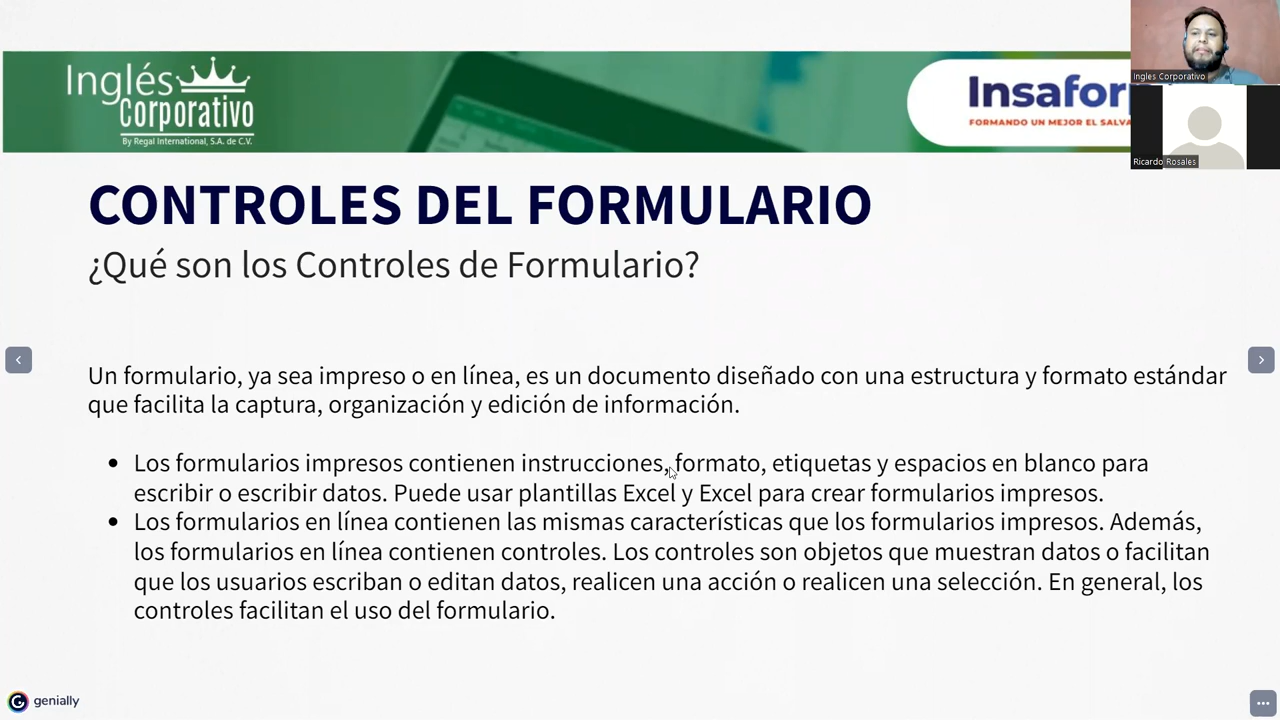 Inglés
Corporativo
By Regal International, S.A. de C.V.
Insafor
FORMANDO UN MEJOR EL SALVA
Ingles Corporativo
Ricardo Rosales
CONTROLES DEL FORMULARIO
¿Qué son los Controles de Formulario?
Un formulario, ya sea impreso o en línea, es un documento diseñado con una estructura y formato estándar
que facilita la captura, organización y edición de información.
• Los formularios impresos contienen instrucciones, formato, etiquetas y espacios en blanco para
escribir o escribir datos. Puede usar plantillas Excel y Excel para crear formularios impresos.
• Los formularios en línea contienen las mismas características que los formularios impresos. Además,
los formularios en línea contienen controles. Los controles son objetos que muestran datos o facilitan
que los usuarios escriban o editan datos, realicen una acción o realicen una selección. En general, los
controles facilitan el uso del formulario.
genially